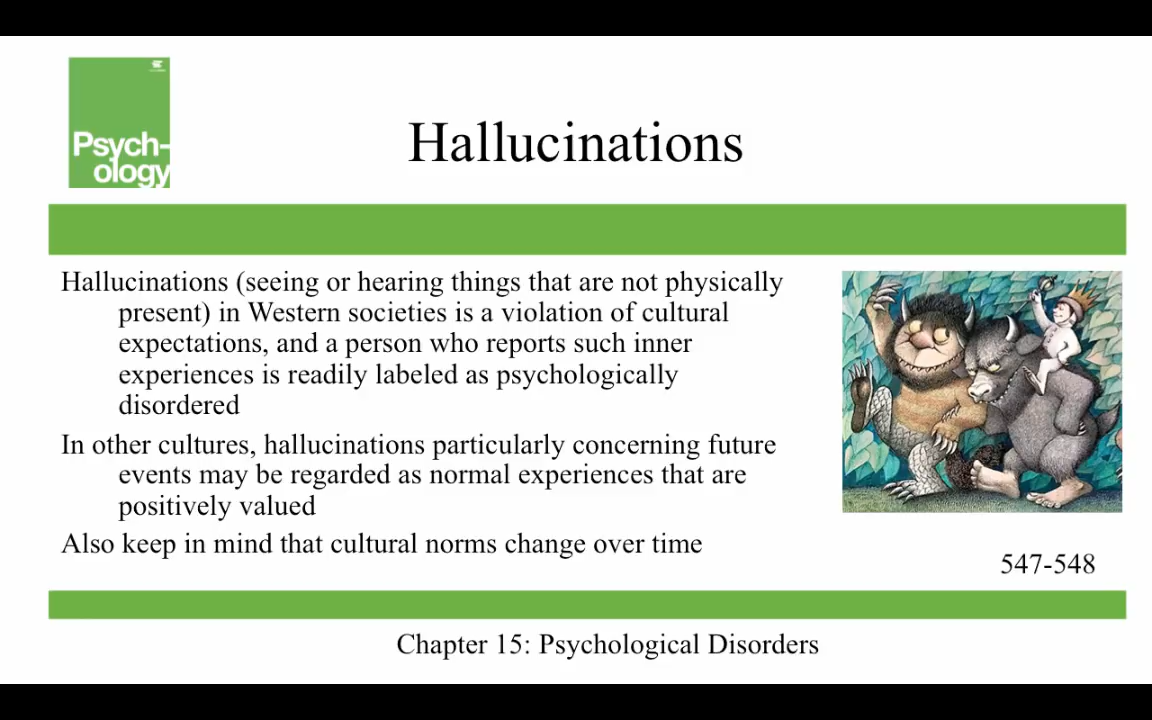 Psych-
ology
Hallucinations
Hallucinations (seeing or hearing things that are not physically
present) in Western societies is a violation of cultural
expectations, and a person who reports such inner
experiences is readily labeled as psychologically
disordered
In other cultures, hallucinations particularly concerning future
events may be regarded as normal experiences that are
positively valued
Also keep in mind that cultural norms change over time
547-548
Chapter 15: Psychological Disorders